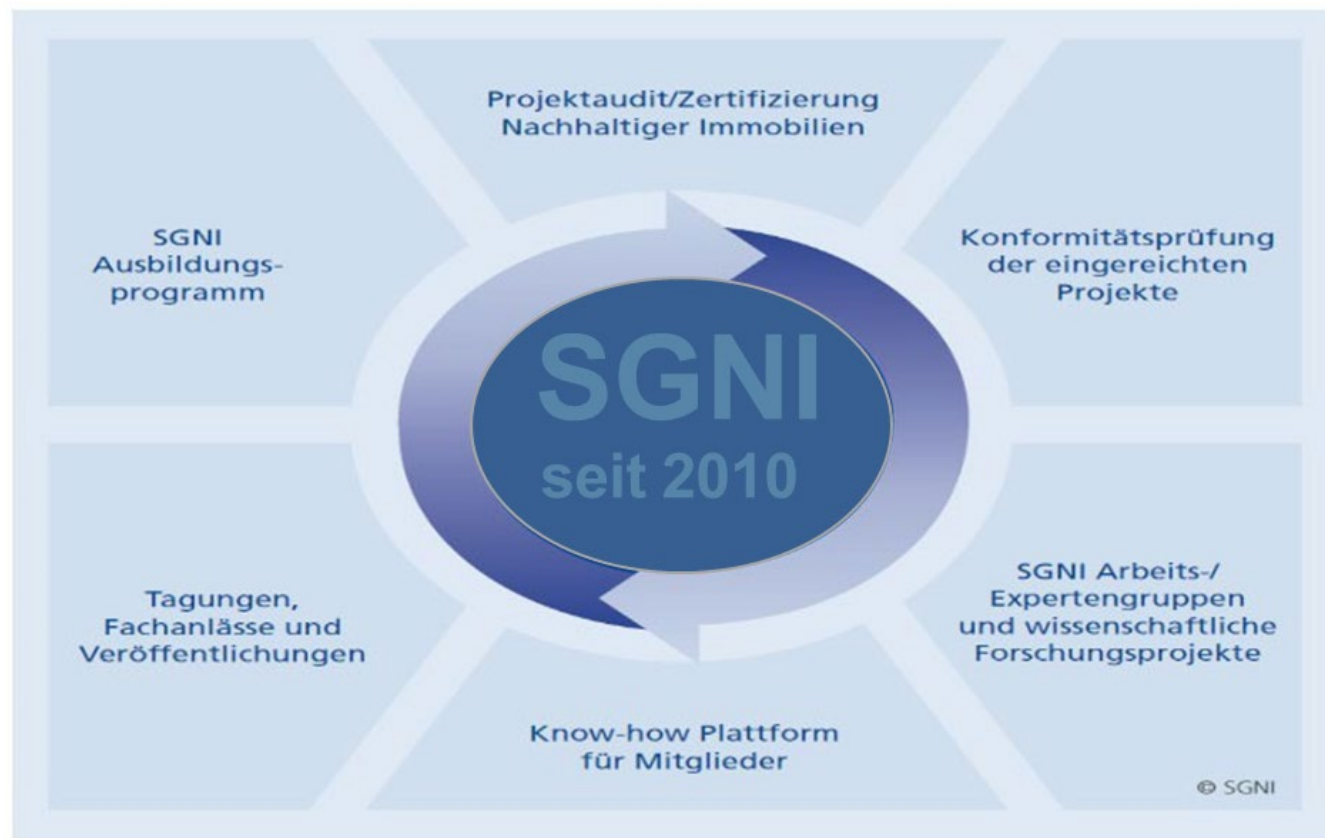 Projektaudit/Zertifizierung
Nachhaltiger Immobilien
SGNI
Ausbildungs-
programm
Konformitätsprüfung
der eingereichten
Projekte
SGNI
seit 2010
Tagungen,
Fachanlässe und
Veröffentlichungen
SGNI Arbeits-/
Expertengruppen
und wissenschaftliche
Forschungsprojekte
Know-how Plattform
für Mitglieder
© SGNI